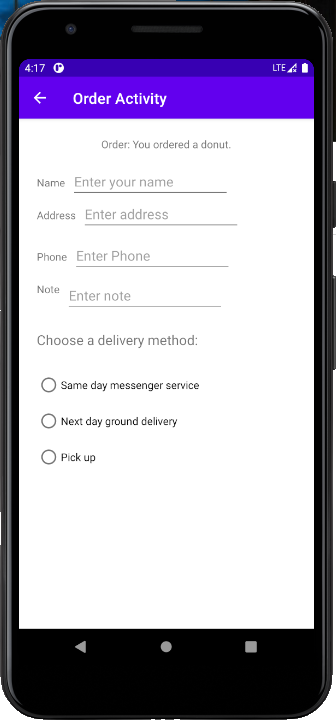 4:17 LTE
Order Activity
Order: You ordered a donut.
Name Enter your name
Address Enter address
Phone Enter Phone
Note Enter note
Choose a delivery method:
Same day messenger service
Next day ground delivery
Pick up